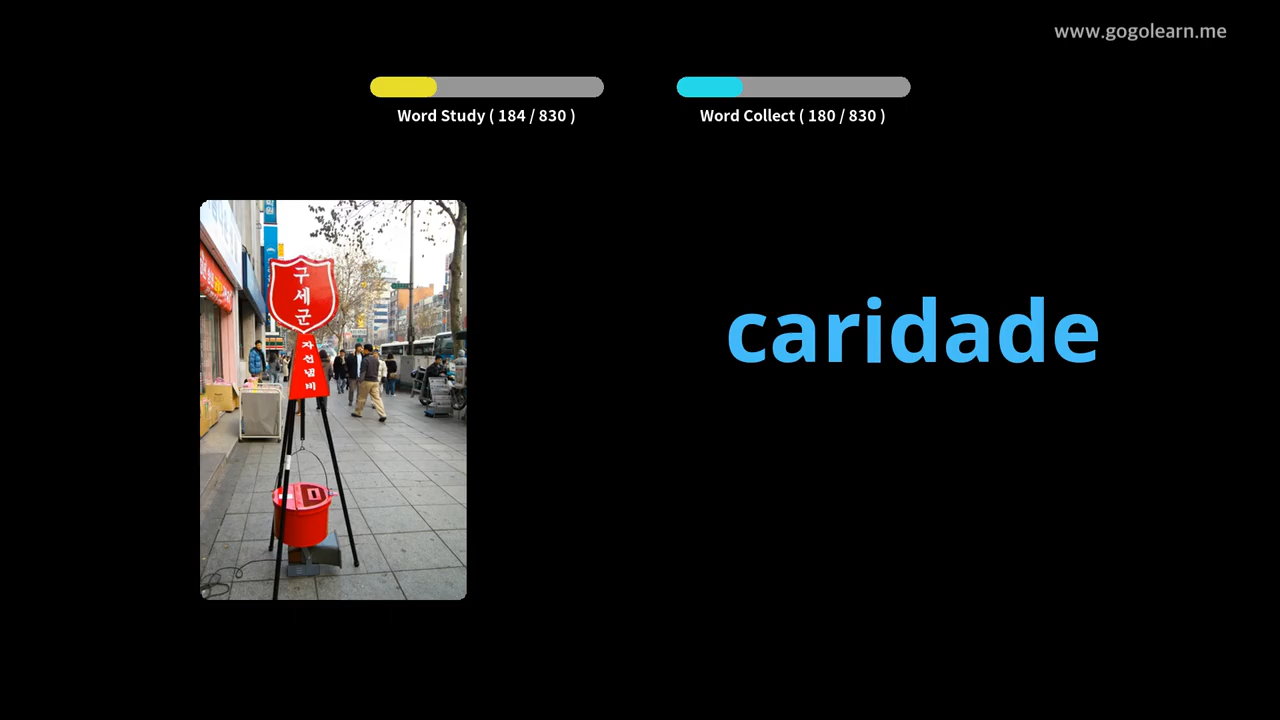 www.gogolearn.me
Word Study ( 184 / 830 )
Word Collect ( 180 / 830 )
caridade
구
세
군
자
선
냄
비